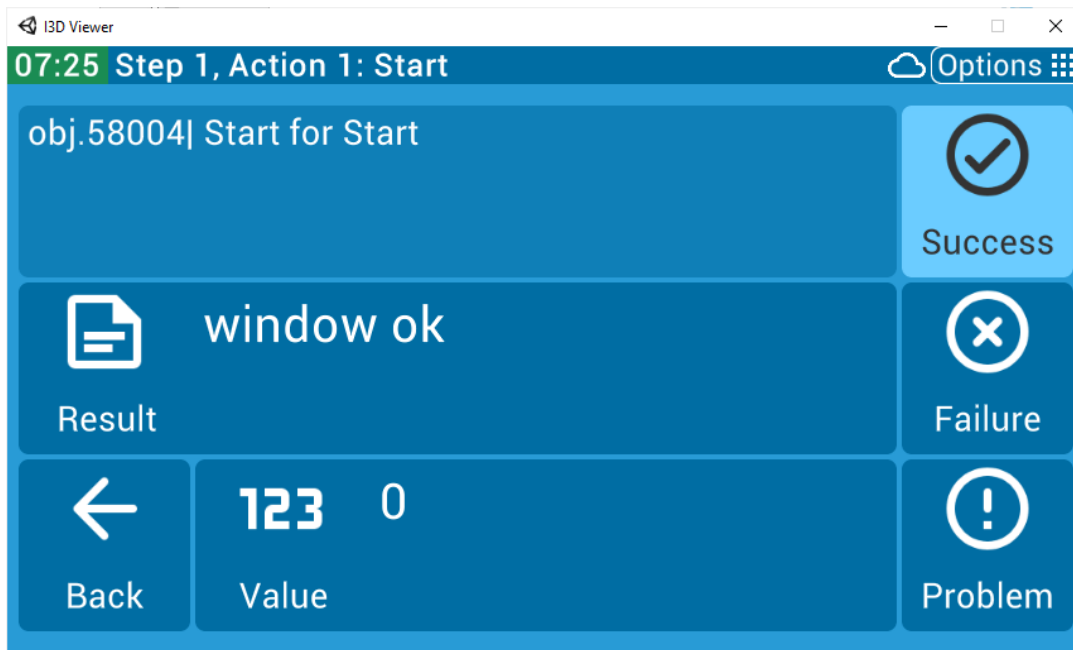 I3D Viewer
07:25 Step 1, Action 1: Start
Options
obj.58004| Start for Start
Success
window ok
Result
Failure
123 0
Back
Value
Problem